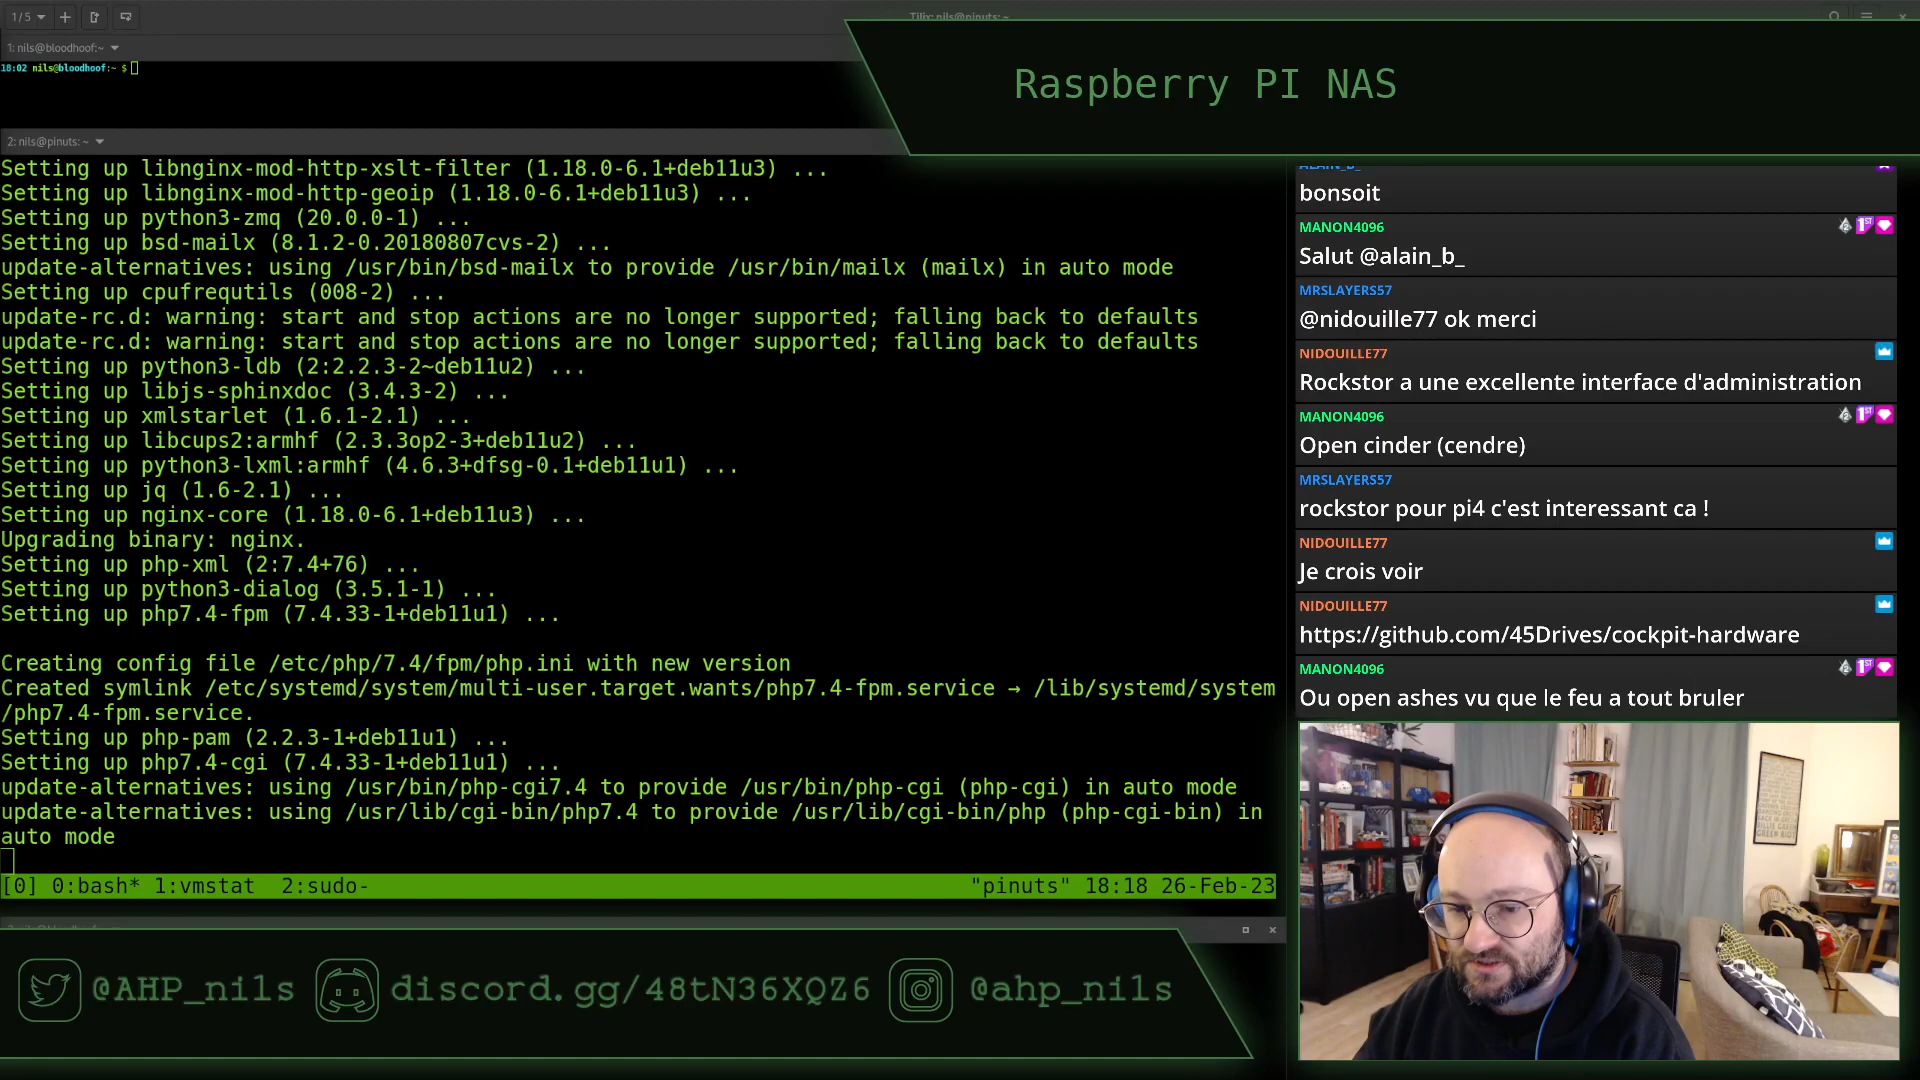 1 / 5
Tilix: nils@pinuts: ~
1: nils@bloodhoof:~
18:02 nils@bloodhoof:~ $
Raspberry PI NAS
2: nils@pinuts: ~
Setting up libnginx-mod-http-xslt-filter (1.18.0-6.1+deb11u3) ...
Setting up libnginx-mod-http-geoip (1.18.0-6.1+deb11u3) ...
Setting up python3-zmq (20.0.0-1) ...
Setting up bsd-mailx (8.1.2-0.20180807cvs-2) ...
update-alternatives: using /usr/bin/bsd-mailx to provide /usr/bin/mailx (mailx) in auto mode
Setting up cpufrequtils (008-2) ...
update-rc.d: warning: start and stop actions are no longer supported; falling back to defaults
update-rc.d: warning: start and stop actions are no longer supported; falling back to defaults
Setting up python3-ldb (2:2.2.3-2~deb11u2) ...
Setting up libjs-sphinxdoc (3.4.3-2) ...
Setting up xmlstarlet (1.6.1-2.1) ...
Setting up libcups2:armhf (2.3.3op2-3+deb11u2) ...
Setting up python3-lxml:armhf (4.6.3+dfsg-0.1+deb11u1) ...
Setting up jq (1.6-2.1) ...
Setting up nginx-core (1.18.0-6.1+deb11u3) ...
Upgrading binary: nginx.
Setting up php-xml (2:7.4+76) ...
Setting up python3-dialog (3.5.1-1) ...
Setting up php7.4-fpm (7.4.33-1+deb11u1) ...
Creating config file /etc/php/7.4/fpm/php.ini with new version
Created symlink /etc/systemd/system/multi-user.target.wants/php7.4-fpm.service → /lib/systemd/system
/php7.4-fpm.service.
Setting up php-pam (2.2.3-1+deb11u1) ...
Setting up php7.4-cgi (7.4.33-1+deb11u1) ...
update-alternatives: using /usr/bin/php-cgi7.4 to provide /usr/bin/php-cgi (php-cgi) in auto mode
update-alternatives: using /usr/lib/cgi-bin/php7.4 to provide /usr/lib/cgi-bin/php (php-cgi-bin) in
auto mode
[0] 0:bash* 1:vmstat  2:sudo-
"pinuts" 18:18 26-Feb-23
ALAIN_B_
bonsoit
MANON4096
Salut @alain_b_
MRSLAYERS57
@nidouille77 ok merci
NIDOUILLE77
Rockstor a une excellente interface d'administration
MANON4096
Open cinder (cendre)
MRSLAYERS57
rockstor pour pi4 c'est interessant ca !
NIDOUILLE77
Je crois voir
NIDOUILLE77
https://github.com/45Drives/cockpit-hardware
MANON4096
Ou open ashes vu que le feu a tout bruler
@AHP_nils
discord.gg/48tN36XQZ6
@ahp_nils